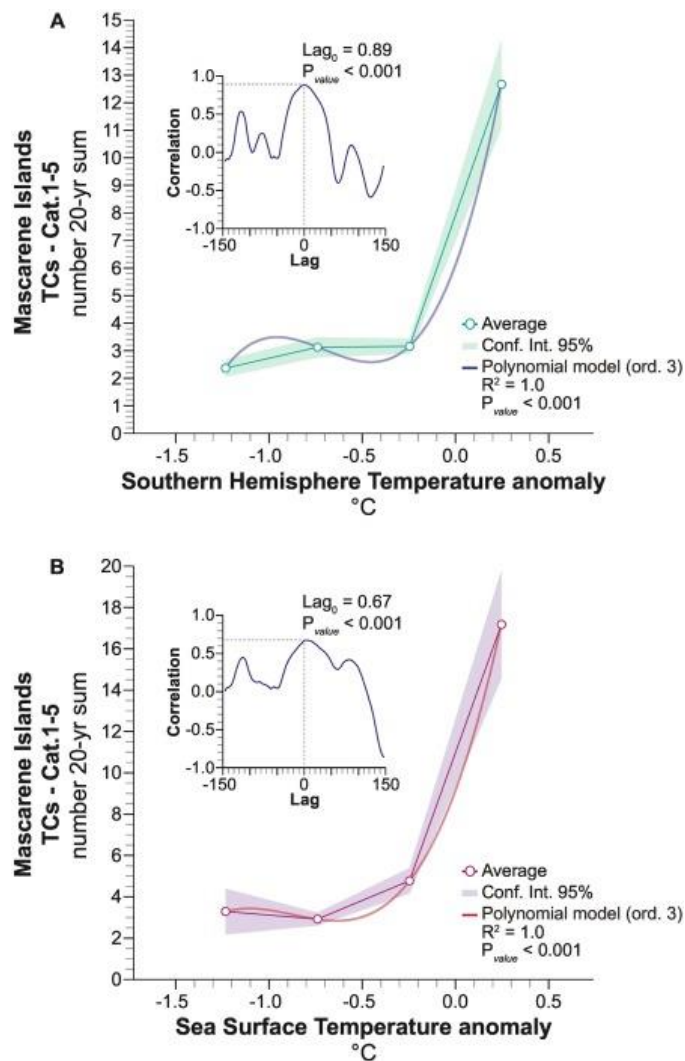 A
Mascarene Islands
TCs - Cat.1-5
number 20-yr sum
15
14
13
12
11
10
9
8
7
6
5
4
3
2
1
0
Lag0 = 0.89
Pvalue < 0.001
Correlation
1.0
0.5
0.0
-0.5
-1.0
-150
0
150
Lag
Average
Conf. Int. 95%
Polynomial model (ord. 3)
R² = 1.0
Pvalue < 0.001
-1.5
-1.0
-0.5
0.0
0.5
Southern Hemisphere Temperature anomaly
°C
B
Mascarene Islands
TCs - Cat.1-5
number 20-yr sum
20
18
16
14
12
10
8
6
4
2
0
Lag0 = 0.67
Pvalue < 0.001
Correlation
1.0
0.5
0.0
-0.5
-1.0
-150
0
150
Lag
Average
Conf. Int. 95%
Polynomial model (ord. 3)
R² = 1.0
Pvalue < 0.001
-1.5
-1.0
-0.5
0.0
0.5
Sea Surface Temperature anomaly
°C